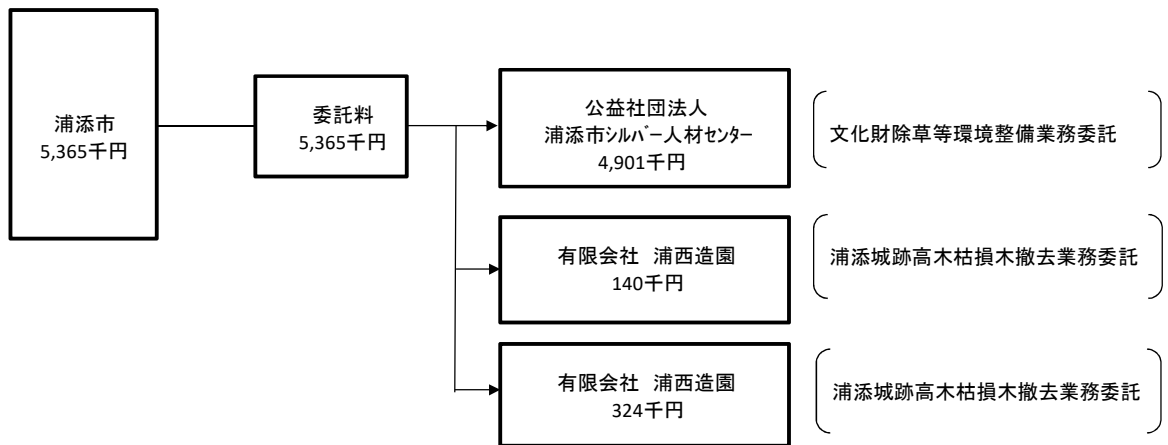 浦添市
5,365千円
委託料
5,365千円
公益社団法人
浦添市ｼﾙﾊﾞｰ人材センター
4,901千円
文化財除草等環境整備業務委託
有限会社　浦西造園
140千円
浦添城跡高木枯損木撤去業務委託
有限会社　浦西造園
324千円
浦添城跡高木枯損木撤去業務委託